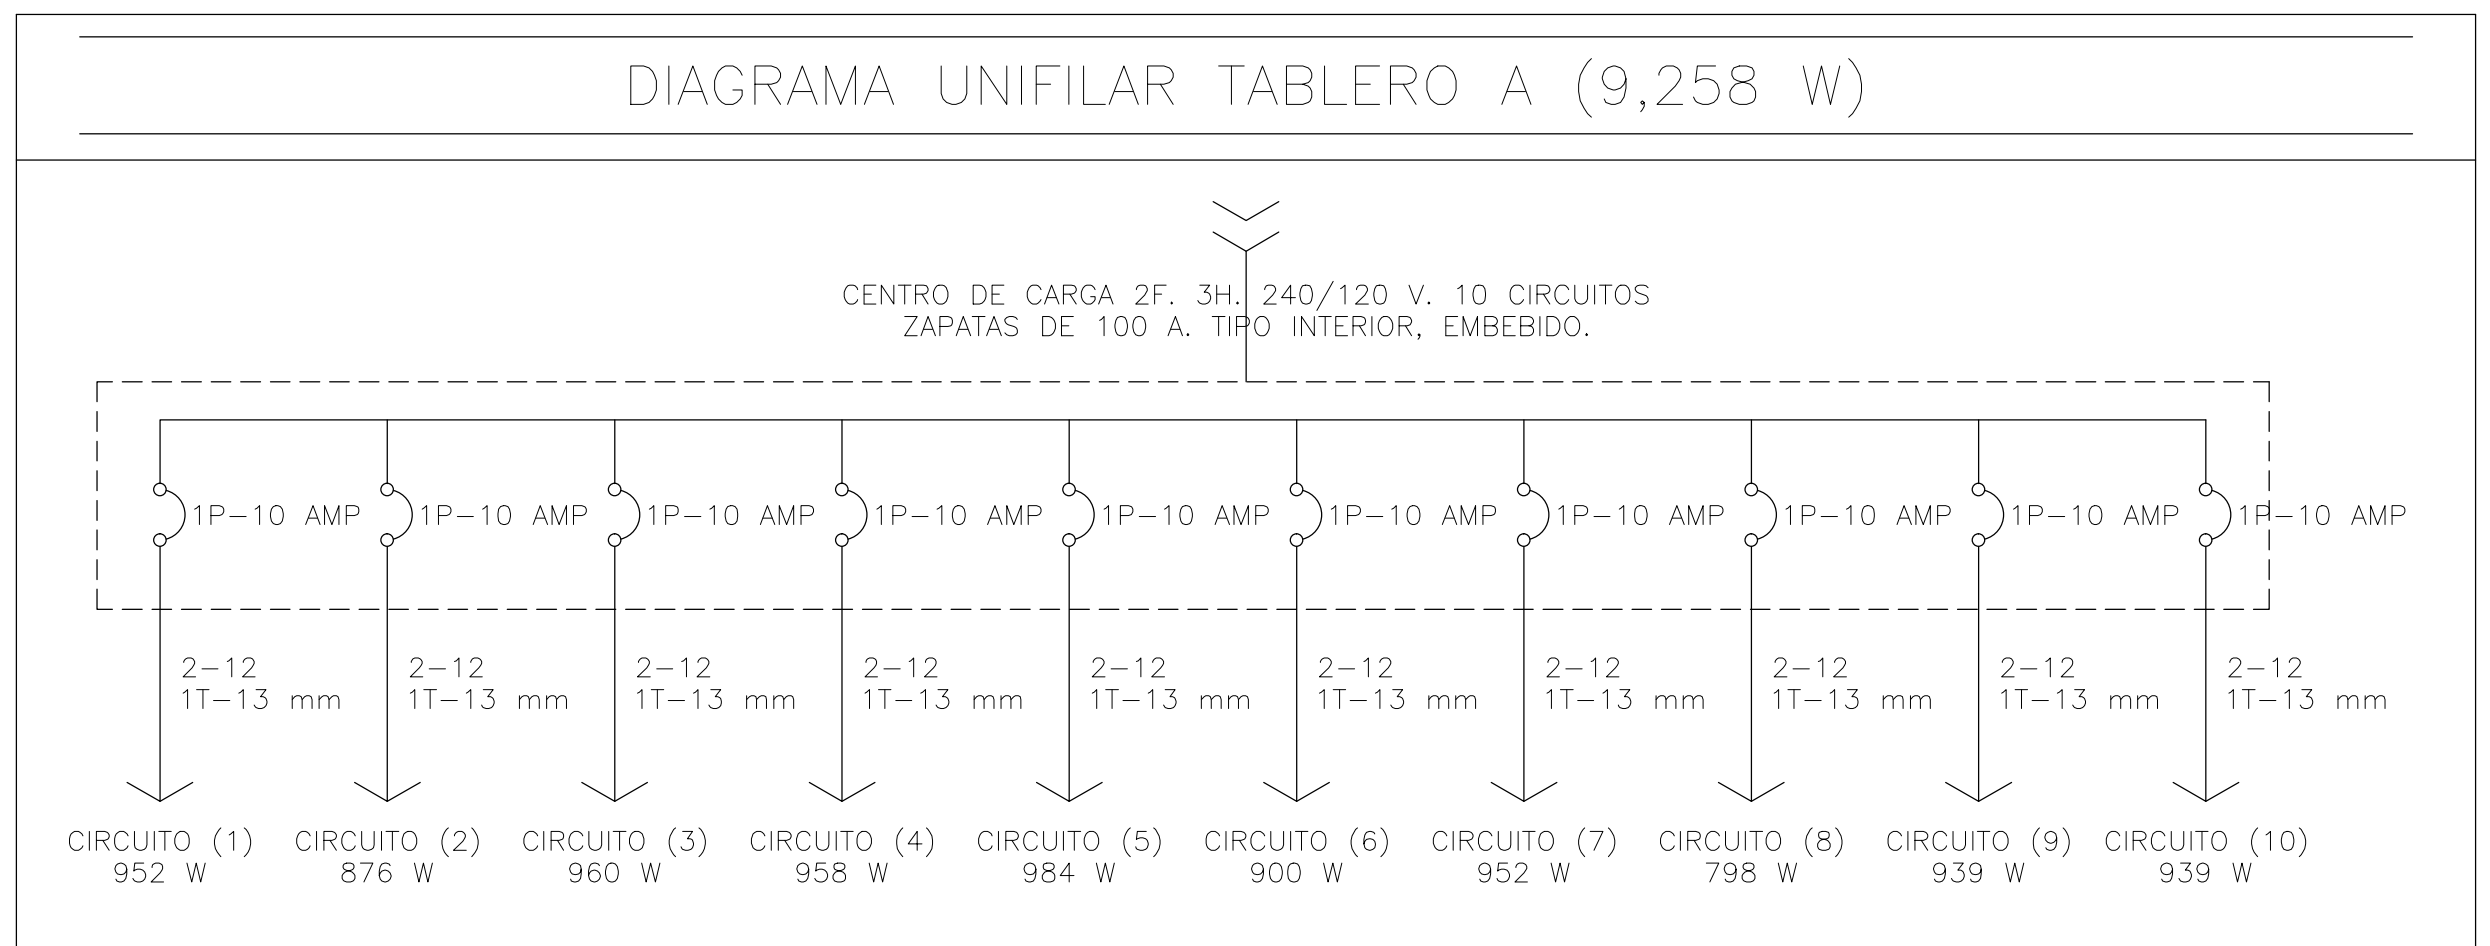 DIAGRAMA UNIFILAR TABLERO A (9,258 W)
CENTRO DE CARGA 2F. 3H. 240/120 V. 10 CIRCUITOS
ZAPATAS DE 100 A. TIPO INTERIOR, EMBEBIDO.
1P-10 AMP 1P-10 AMP 1P-10 AMP 1P-10 AMP 1P-10 AMP 1P-10 AMP 1P-10 AMP 1P-10 AMP 1P-10 AMP 1P-10 AMP
2-12 2-12 2-12 2-12 2-12 2-12 2-12 2-12 2-12 2-12
1T-13 mm 1T-13 mm 1T-13 mm 1T-13 mm 1T-13 mm 1T-13 mm 1T-13 mm 1T-13 mm 1T-13 mm 1T-13 mm
CIRCUITO (1) CIRCUITO (2) CIRCUITO (3) CIRCUITO (4) CIRCUITO (5) CIRCUITO (6) CIRCUITO (7) CIRCUITO (8) CIRCUITO (9) CIRCUITO (10)
952 W 876 W 960 W 958 W 984 W 900 W 952 W 798 W 939 W 939 W